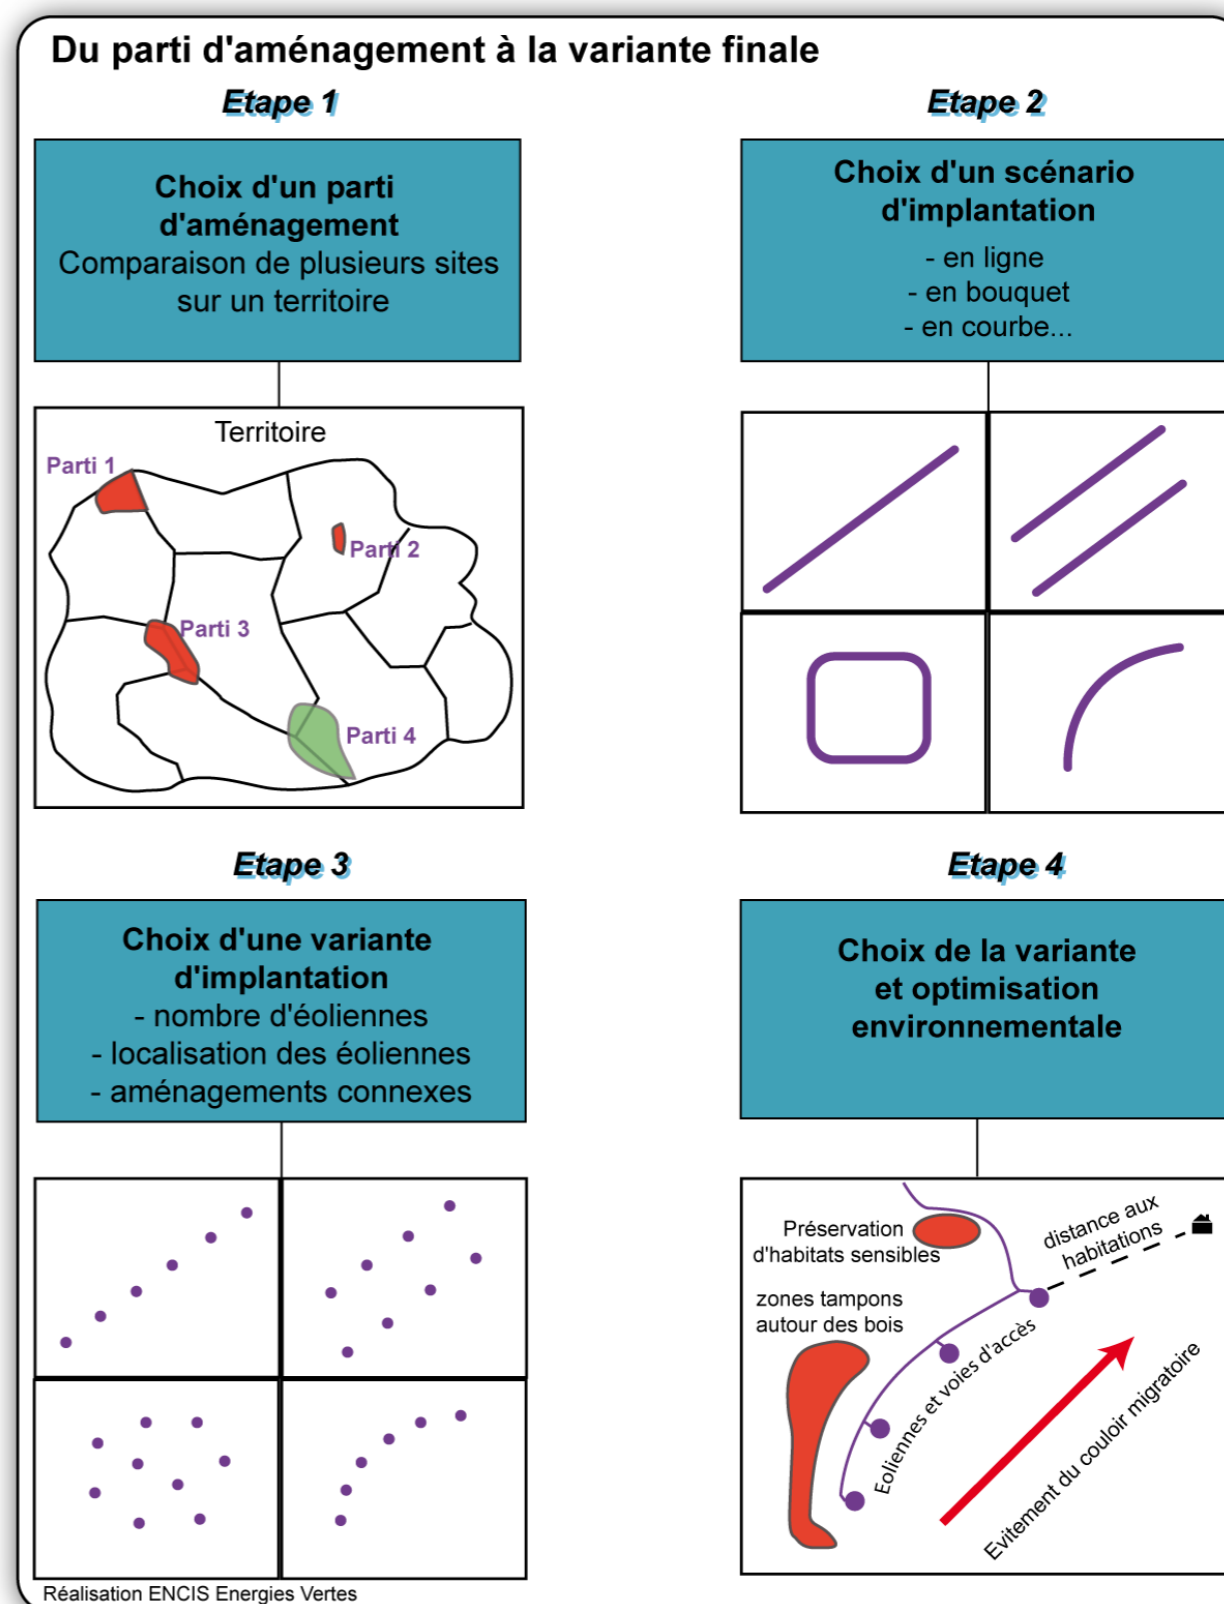 Du parti d'aménagement à la variante finale
Etape 1
Choix d'un parti
d'aménagement
Comparaison de plusieurs sites
sur un territoire
Territoire
Parti 1
Parti 2
Parti 3
Parti 4
Etape 2
Choix d'un scénario
d'implantation
- en ligne
- en bouquet
- en courbe...
Etape 3
Choix d'une variante
d'implantation
- nombre d'éoliennes
- localisation des éoliennes
- aménagements connexes
Etape 4
Choix de la variante
et optimisation
environnementale
Préservation
d'habitats sensibles
distance aux
habitations
zones tampons
autour des bois
Eoliennes et voies d'accès
Evitement du couloir migratoire
Réalisation ENCIS Energies Vertes